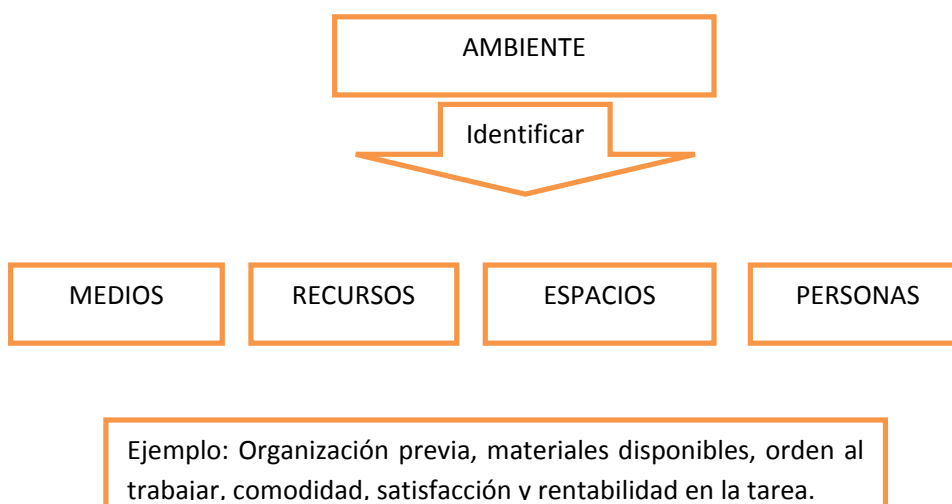 AMBIENTE
Identificar
MEDIOS
RECURSOS
ESPACIOS
PERSONAS
Ejemplo: Organización previa, materiales disponibles, orden al
trabajar, comodidad, satisfacción y rentabilidad en la tarea.